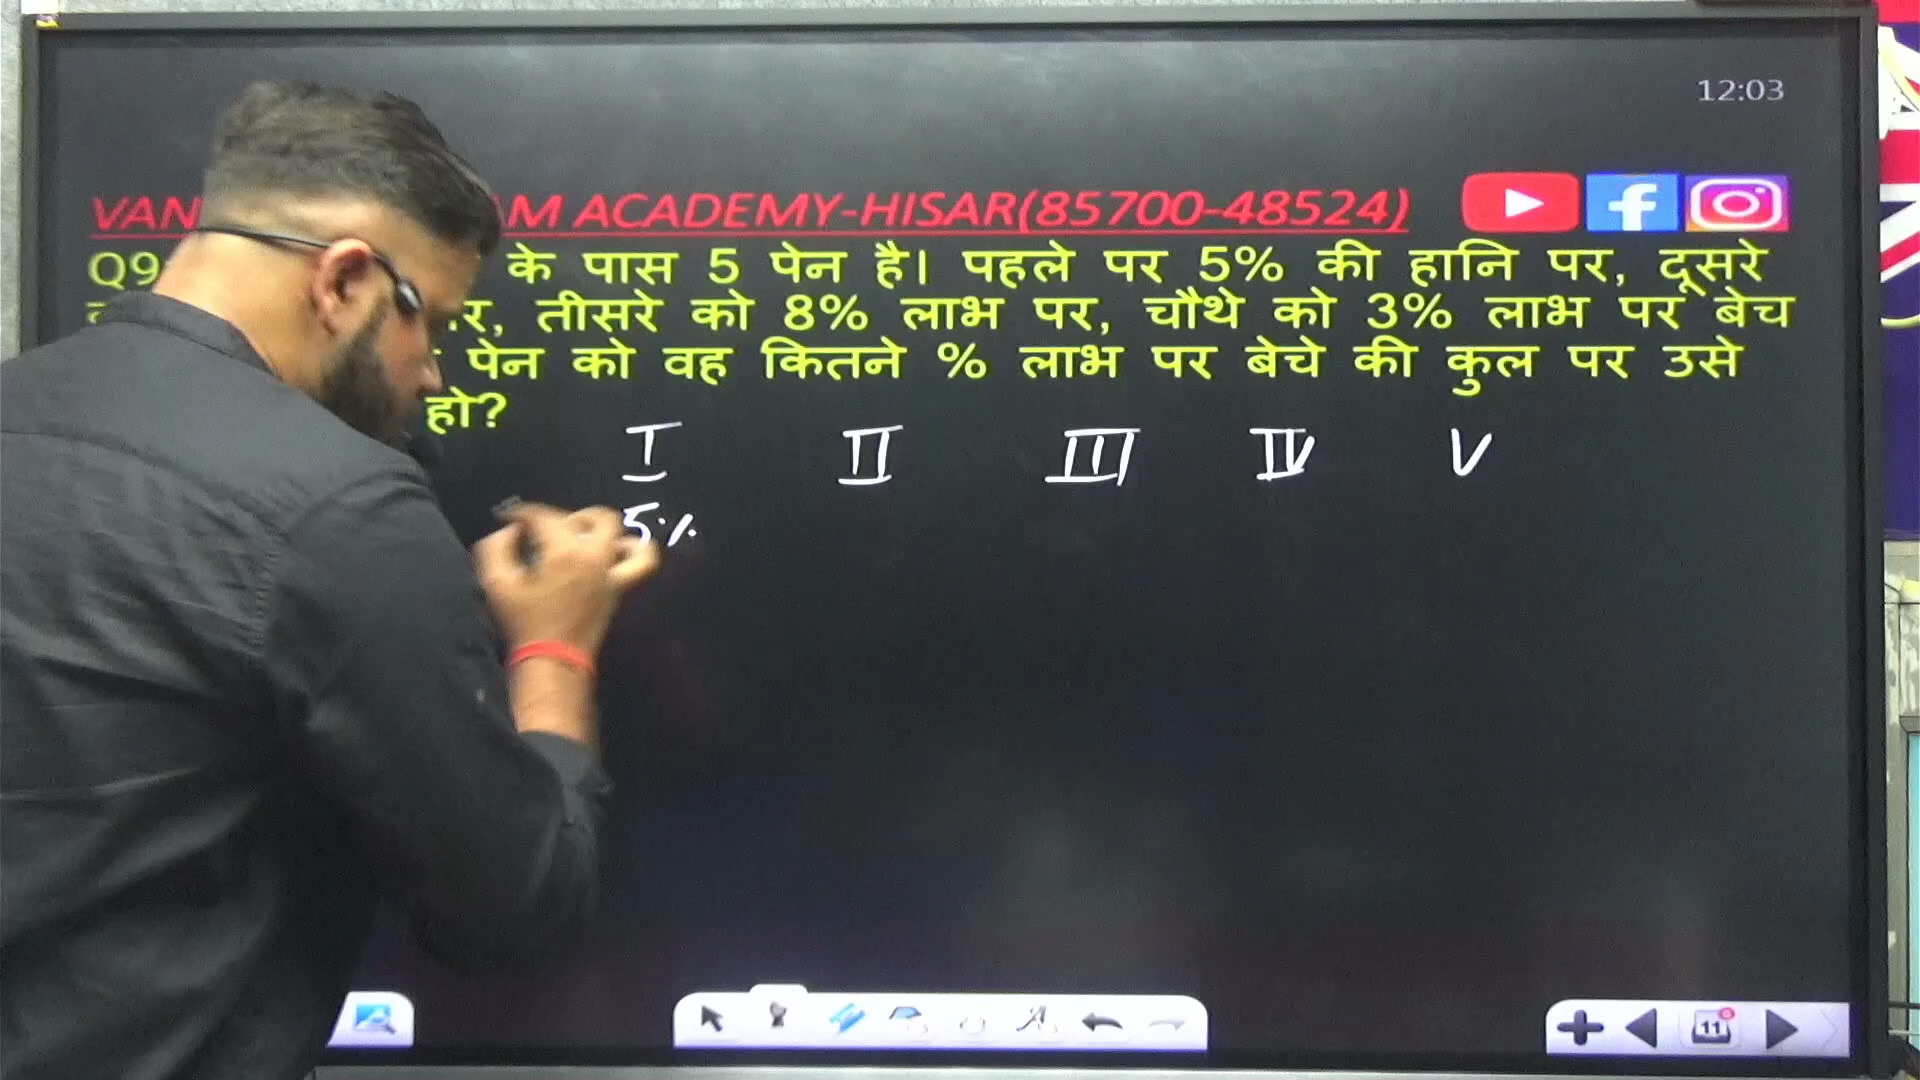 12:03
ACADEMY-HISAR(85700-48524)
Q9 के पास 5 पेन है। पहले पर 5% की हानि पर, दूसरे
तीसरे को 8% लाभ पर, चौथे को 3% लाभ पर बेच
पेन को वह कितने % लाभ पर बेचे की कुल पर उसे
हो?
I II III IV V
5%
11